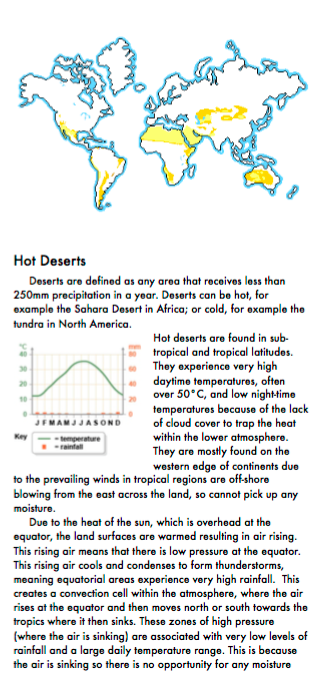 Hot Deserts
Deserts are defined as any area that receives less than
250mm precipitation in a year. Deserts can be hot, for
example the Sahara Desert in Africa; or cold, for example the
tundra in North America.
°C mm
40 80
30 60
20 40
10 20
0
J F M A M J J A S O N D
Key
= temperature
= rainfall
Hot deserts are found in sub-
tropical and tropical latitudes.
They experience very high
daytime temperatures, often
over 50°C, and low night-time
temperatures because of the lack
of cloud cover to trap the heat
within the lower atmosphere.
They are mostly found on the
western edge of continents due
to the prevailing winds in tropical regions are off-shore
blowing from the east across the land, so cannot pick up any
moisture.
Due to the heat of the sun, which is overhead at the
equator, the land surfaces are warmed resulting in air rising.
This rising air means that there is low pressure at the equator.
This rising air cools and condenses to form thunderstorms,
meaning equatorial areas experience very high rainfall. This
creates a convection cell within the atmosphere, where the air
rises at the equator and then moves north or south towards the
tropics where it then sinks. These zones of high pressure
(where the air is sinking) are associated with very low levels of
rainfall and a large daily temperature range. This is because
the air is sinking so there is no opportunity for any moisture